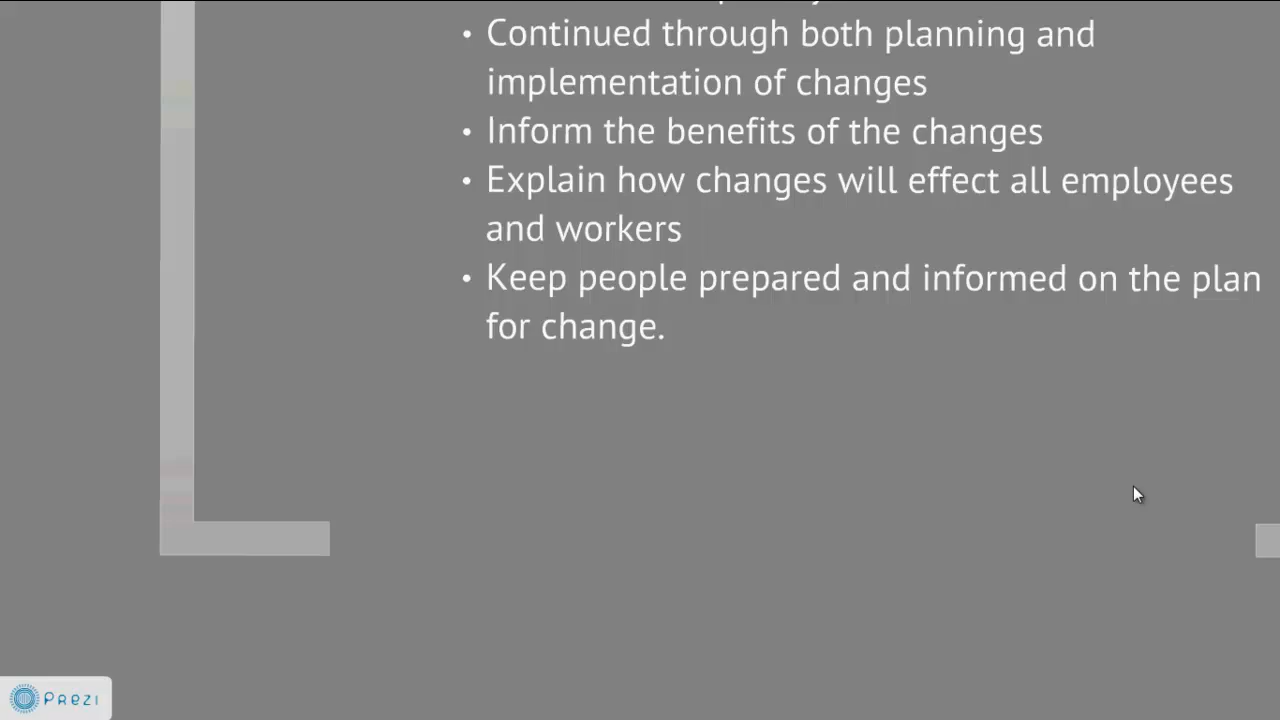 • Continued through both planning and
implementation of changes
• Inform the benefits of the changes
• Explain how changes will effect all employees
and workers
• Keep people prepared and informed on the plan
for change.
Prezi